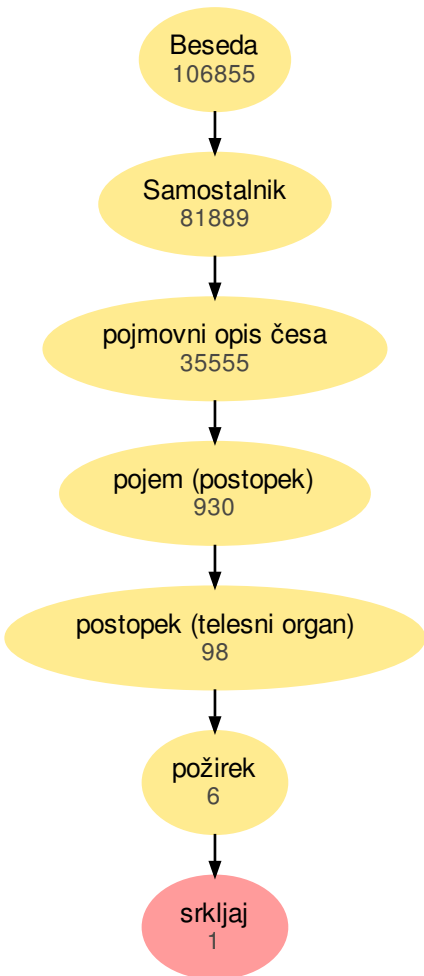 Beseda
106855
Samostalnik
81889
pojmovni opis česa
35555
pojem (postopek)
930
postopek (telesni organ)
98
požirek
6
srkljaj
1